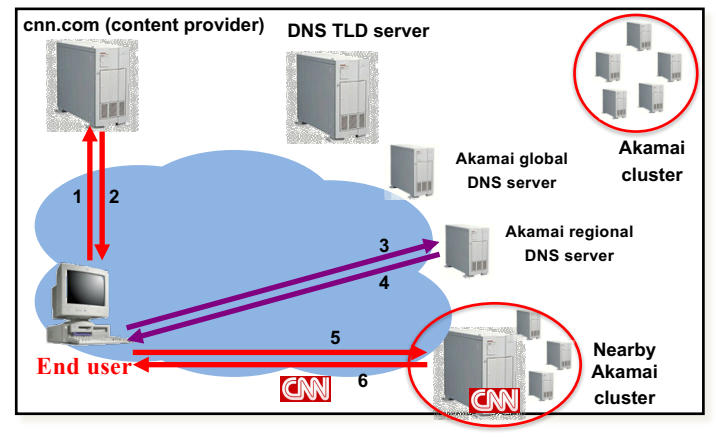 cnn.com (content provider)
DNS TLD server
Akamai global
DNS server
Akamai
cluster
1
2
3
4
Akamai regional
DNS server
5
6
End user
CNN
CNN
Nearby
Akamai
cluster